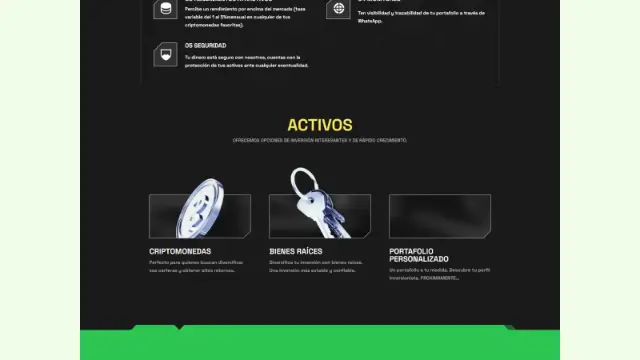 Percibe un rendimiento por encima del mercado (tasa
variable del 1 al 5% mensual en cualquier de tus
criptomonedas favoritas).
Ten visibilidad y trazabilidad de tu portafolio a través de
WhatsApp.
05 SEGURIDAD
Tu dinero está seguro con nosotros, cuentas con la
protección de tus activos ante cualquier eventualidad.
ACTIVOS
OFRECEMOS OPCIONES DE INVERSIÓN INTERESANTES Y DE RÁPIDO CRECIMIENTO.
CRIPTOMONEDAS
Perfecto para quienes buscan diversificar
sus carteras y obtener altos retornos.
BIENES RAÍCES
Diversifica tu inversión con bienes raíces.
Una inversión más estable y confiable.
PORTAFOLIO
PERSONALIZADO
Un portafolio a tu medida. Descubre tu perfil
inversionista. PRÓXIMAMENTE...